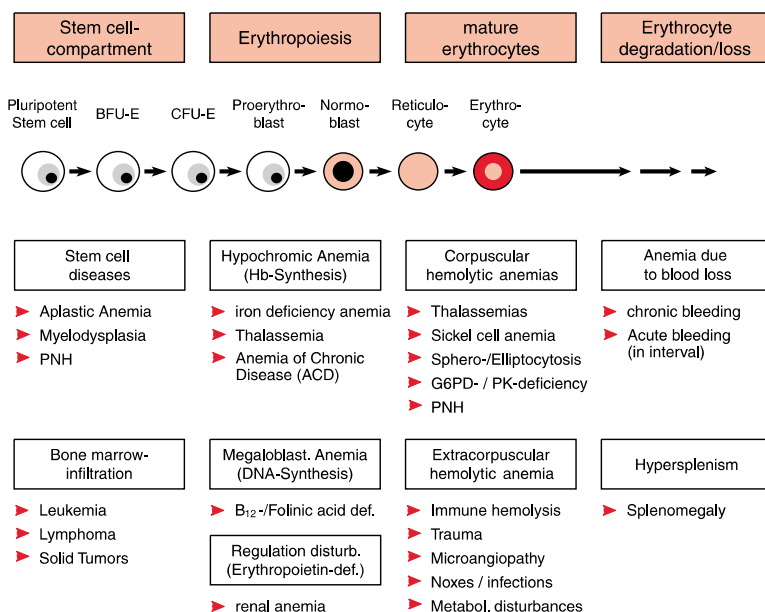 Stem cell-
compartment
Erythropoiesis
mature
erythrocytes
Erythrocyte
degradation/loss
Pluripotent
Stem cell
BFU-E
CFU-E
Proerythro-
blast
Normo-
blast
Reticulo-
cyte
Erythro-
cyte
Stem cell
diseases
Aplastic Anemia
Myelodysplasia
PNH
Hypochromic Anemia
(Hb-Synthesis)
iron deficiency anemia
Thalassemia
Anemia of Chronic
Disease (ACD)
Corpuscular
hemolytic anemias
Thalassemias
Sickel cell anemia
Sphero-/Elliptocytosis
G6PD- / PK-deficiency
PNH
Anemia due
to blood loss
chronic bleeding
Acute bleeding
(in interval)
Bone marrow-
infiltration
Leukemia
Lymphoma
Solid Tumors
Megaloblast. Anemia
(DNA-Synthesis)
B₁₂-/Folinic acid def.
Regulation disturb.
(Erythropoietin-def.)
renal anemia
Extracorpuscular
hemolytic anemia
Immune hemolysis
Trauma
Microangiopathy
Noxes / infections
Metabol. disturbances
Hypersplenism
Splenomegaly